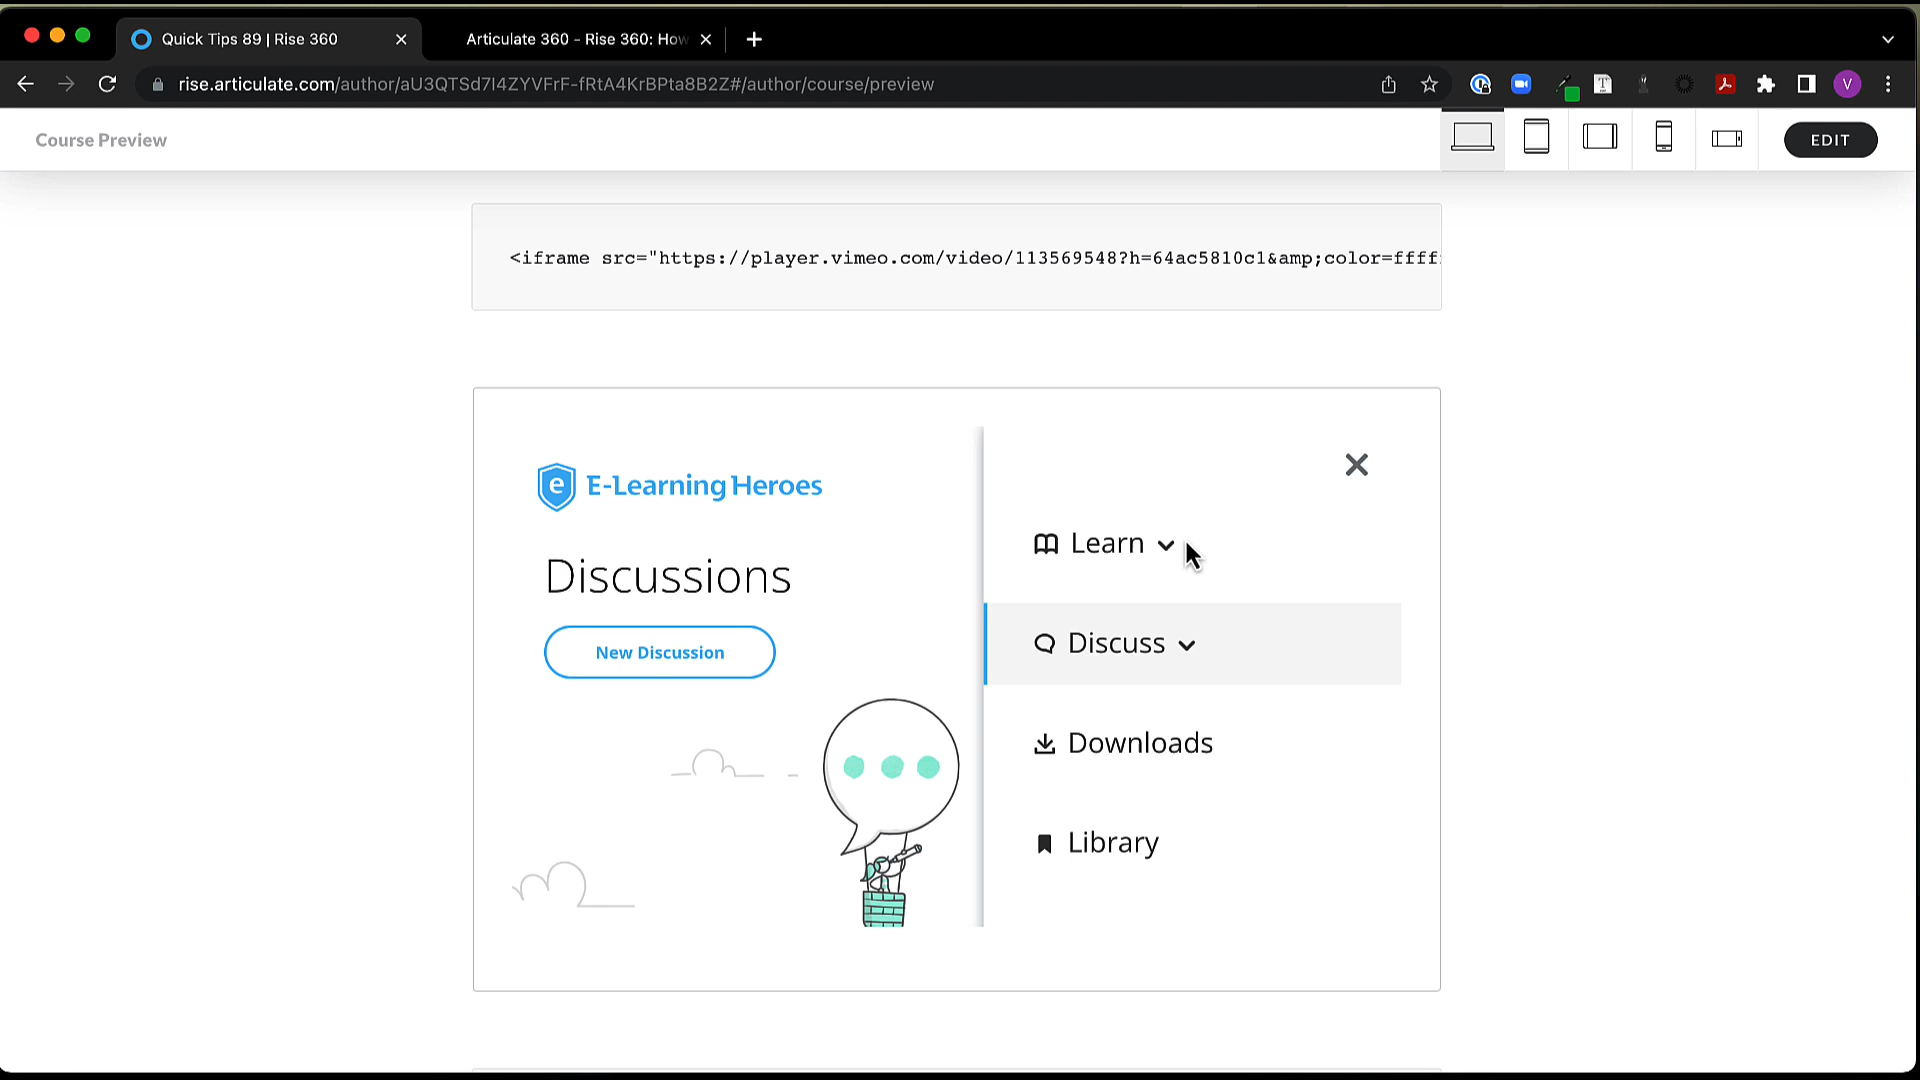 Quick Tips 89 | Rise 360
Articulate 360 - Rise 360: How
rise.articulate.com/author/aU3QTSd7I4ZYVFrF-fRtA4KrBPta8B2Z#/author/course/preview
T
V
Course Preview
EDIT
<iframe src="https://player.vimeo.com/video/113569548?h=64ac5810c1&amp;color=ffff
e E-Learning Heroes
Discussions
New Discussion
Learn
Discuss
Downloads
Library